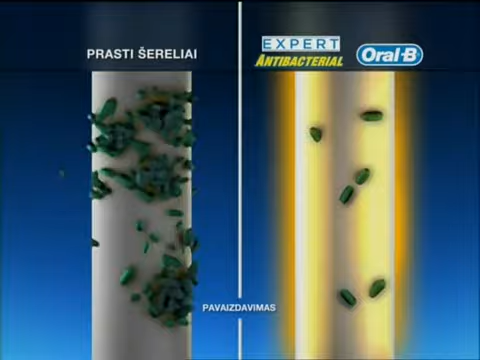 PRASTI ŠERELIAI
EXPERT
ANTIBACTERIAL
Oral-B
PAVAIZDAVIMAS